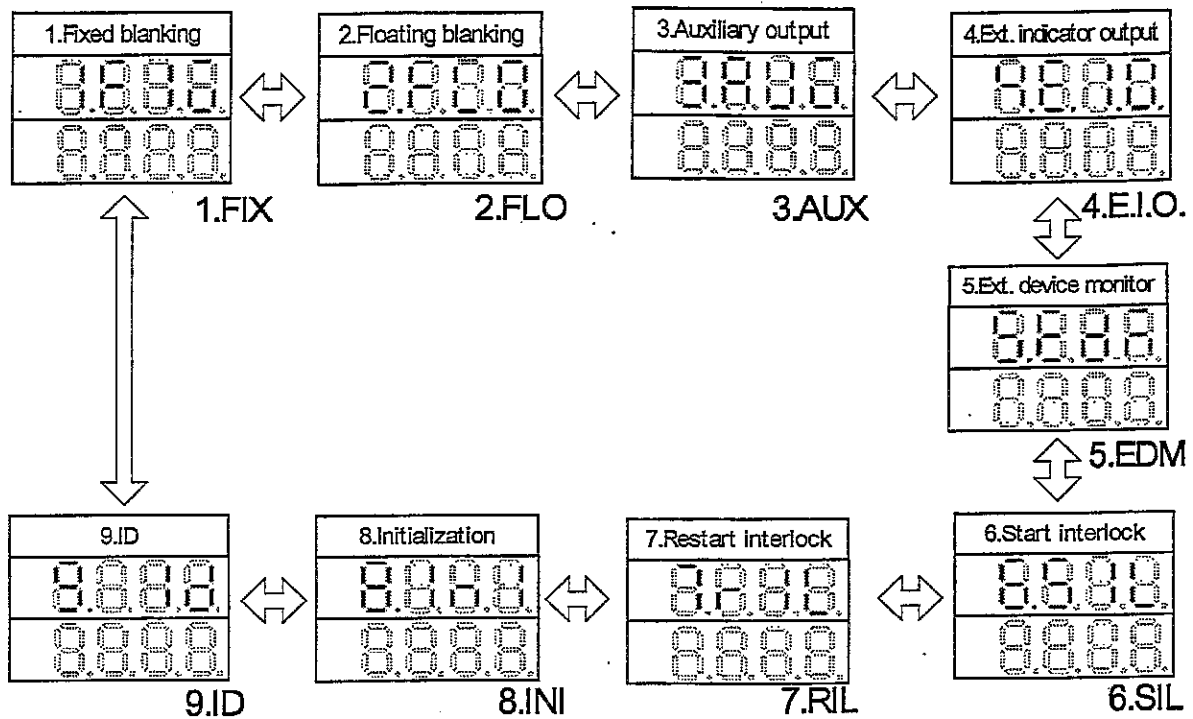 1.Fixed blanking
1.FIX
2.Floating blanking
2.FLO
3.Auxiliary output
3.AUX
4.Ext. indicator output
4.E.I.O.
5.Ext. device monitor
5.EDM
6.Start interlock
6.SIL
7.Restart interlock
7.RIL
8.Initialization
8.INI
9.ID
9.ID